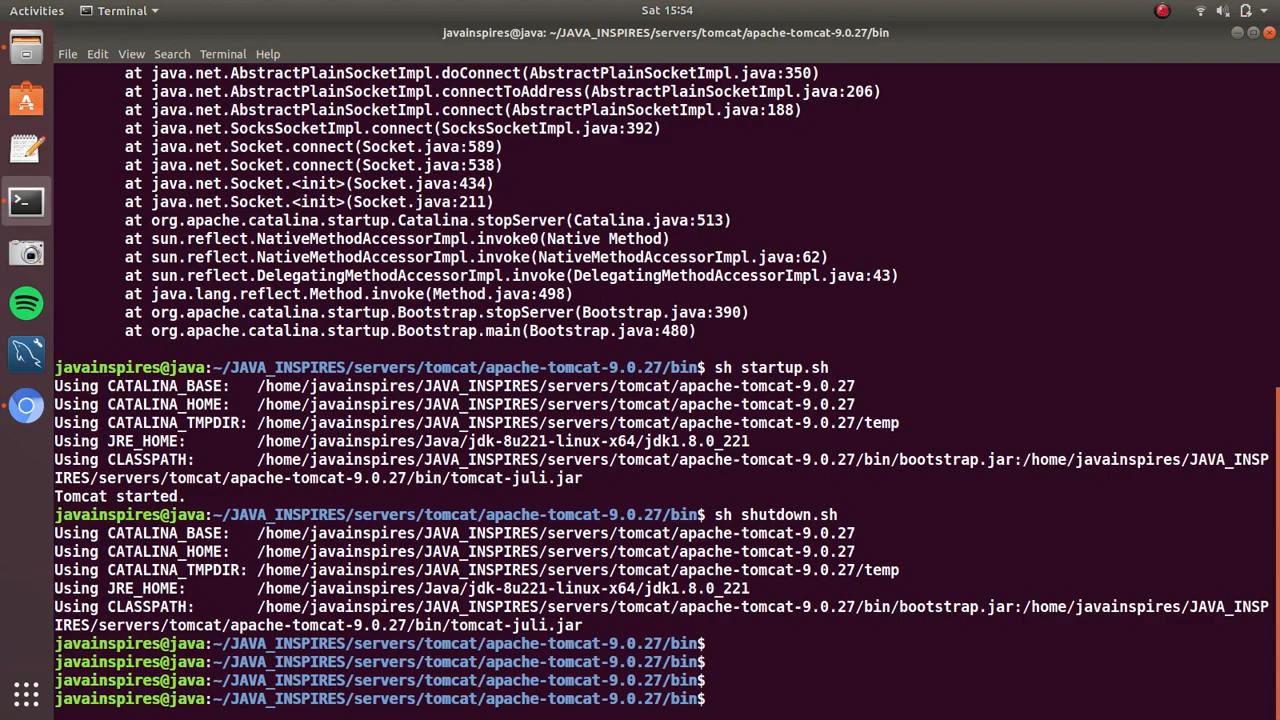 Activities Terminal Sat 15:54
javainspires@java: ~/JAVA_INSPIRES/servers/tomcat/apache-tomcat-9.0.27/bin
File Edit View Search Terminal Help
at java.net.AbstractPlainSocketImpl.doConnect(AbstractPlainSocketImpl.java:350)
at java.net.AbstractPlainSocketImpl.connectToAddress(AbstractPlainSocketImpl.java:206)
at java.net.AbstractPlainSocketImpl.connect(AbstractPlainSocketImpl.java:188)
at java.net.SocksSocketImpl.connect(SocksSocketImpl.java:392)
at java.net.Socket.connect(Socket.java:589)
at java.net.Socket.connect(Socket.java:538)
at java.net.Socket.<init>(Socket.java:434)
at java.net.Socket.<init>(Socket.java:211)
at org.apache.catalina.startup.Catalina.stopServer(Catalina.java:513)
at sun.reflect.NativeMethodAccessorImpl.invoke0(Native Method)
at sun.reflect.NativeMethodAccessorImpl.invoke(NativeMethodAccessorImpl.java:62)
at sun.reflect.DelegatingMethodAccessorImpl.invoke(DelegatingMethodAccessorImpl.java:43)
at java.lang.reflect.Method.invoke(Method.java:498)
at org.apache.catalina.startup.Bootstrap.stopServer(Bootstrap.java:390)
at org.apache.catalina.startup.Bootstrap.main(Bootstrap.java:480)
javainspires@java:~/JAVA_INSPIRES/servers/tomcat/apache-tomcat-9.0.27/bin$ sh startup.sh
Using CATALINA_BASE:   /home/javainspires/JAVA_INSPIRES/servers/tomcat/apache-tomcat-9.0.27
Using CATALINA_HOME:   /home/javainspires/JAVA_INSPIRES/servers/tomcat/apache-tomcat-9.0.27
Using CATALINA_TMPDIR: /home/javainspires/JAVA_INSPIRES/servers/tomcat/apache-tomcat-9.0.27/temp
Using JRE_HOME:        /home/javainspires/Java/jdk-8u221-linux-x64/jdk1.8.0_221
Using CLASSPATH:       /home/javainspires/JAVA_INSPIRES/servers/tomcat/apache-tomcat-9.0.27/bin/bootstrap.jar:/home/javainspires/JAVA_INSP
IRES/servers/tomcat/apache-tomcat-9.0.27/bin/tomcat-juli.jar
Tomcat started.
javainspires@java:~/JAVA_INSPIRES/servers/tomcat/apache-tomcat-9.0.27/bin$ sh shutdown.sh
Using CATALINA_BASE:   /home/javainspires/JAVA_INSPIRES/servers/tomcat/apache-tomcat-9.0.27
Using CATALINA_HOME:   /home/javainspires/JAVA_INSPIRES/servers/tomcat/apache-tomcat-9.0.27
Using CATALINA_TMPDIR: /home/javainspires/JAVA_INSPIRES/servers/tomcat/apache-tomcat-9.0.27/temp
Using JRE_HOME:        /home/javainspires/Java/jdk-8u221-linux-x64/jdk1.8.0_221
Using CLASSPATH:       /home/javainspires/JAVA_INSPIRES/servers/tomcat/apache-tomcat-9.0.27/bin/bootstrap.jar:/home/javainspires/JAVA_INSP
IRES/servers/tomcat/apache-tomcat-9.0.27/bin/tomcat-juli.jar
javainspires@java:~/JAVA_INSPIRES/servers/tomcat/apache-tomcat-9.0.27/bin$
javainspires@java:~/JAVA_INSPIRES/servers/tomcat/apache-tomcat-9.0.27/bin$
javainspires@java:~/JAVA_INSPIRES/servers/tomcat/apache-tomcat-9.0.27/bin$
javainspires@java:~/JAVA_INSPIRES/servers/tomcat/apache-tomcat-9.0.27/bin$